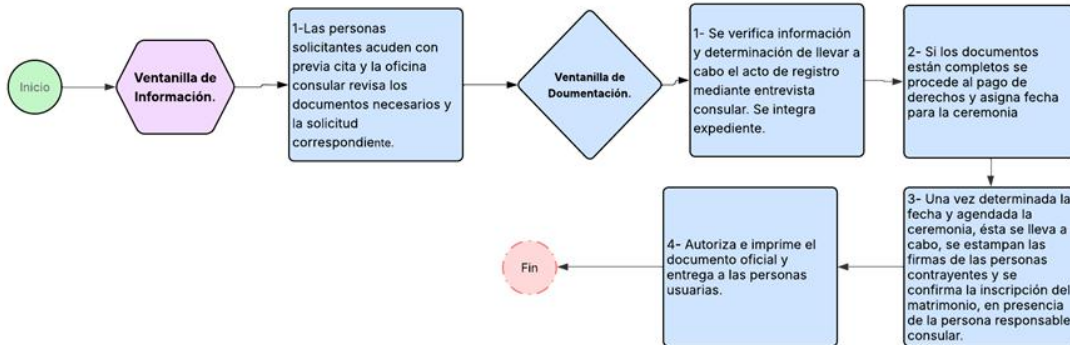 Inicio
Ventanilla de
Información.
1-Las personas
solicitantes acuden con
previa cita y la oficina
consular revisa los
documentos necesarios y
la solicitud
correspondiente.
Ventanilla de
Doumentación.
1- Se verifica información
y determinación de llevar a
cabo el acto de registro
mediante entrevista
consular. Se integra
expediente.
2- Si los documentos
están completos se
procede al pago de
derechos y asigna fecha
para la ceremonia
3- Una vez determinada la
fecha y agendada la
ceremonia, ésta se lleva a
cabo, se estampan las
firmas de las personas
contrayentes y se
confirma la inscripción del
matrimonio, en presencia
de la persona responsable
consular.
4- Autoriza e imprime el
documento oficial y
entrega a las personas
usuarias.
Fin